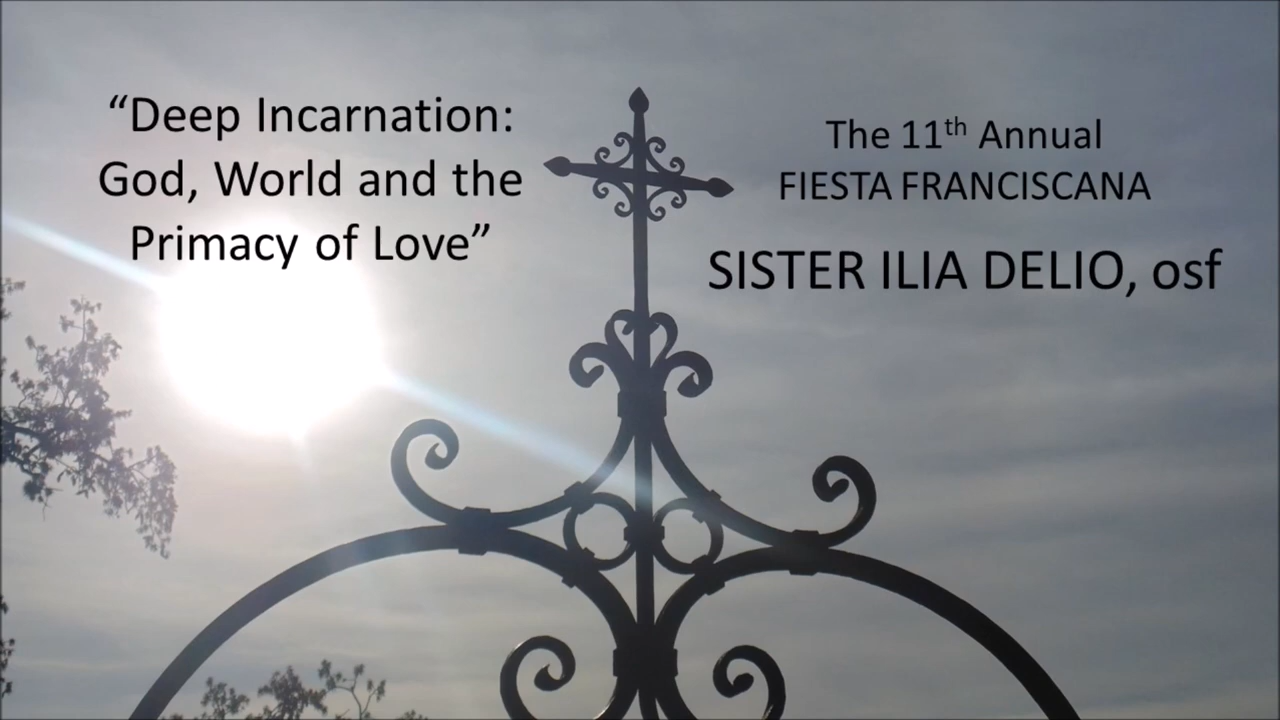 “Deep Incarnation:
God, World and the
Primacy of Love”
The 11th Annual
FIESTA FRANCISCANA
SISTER ILIA DELIO, osf